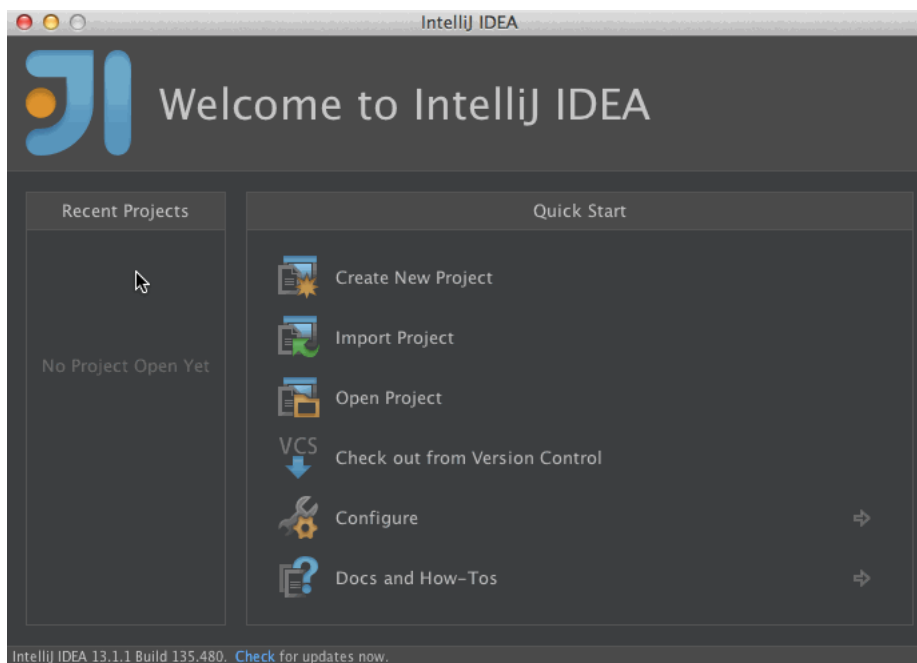 IntelliJ IDEA
Welcome to IntelliJ IDEA
Recent Projects
No Project Open Yet
Quick Start
Create New Project
Import Project
Open Project
VCS
Check out from Version Control
Configure
Docs and How-Tos
IntelliJ IDEA 13.1.1 Build 135.480. Check for updates now.